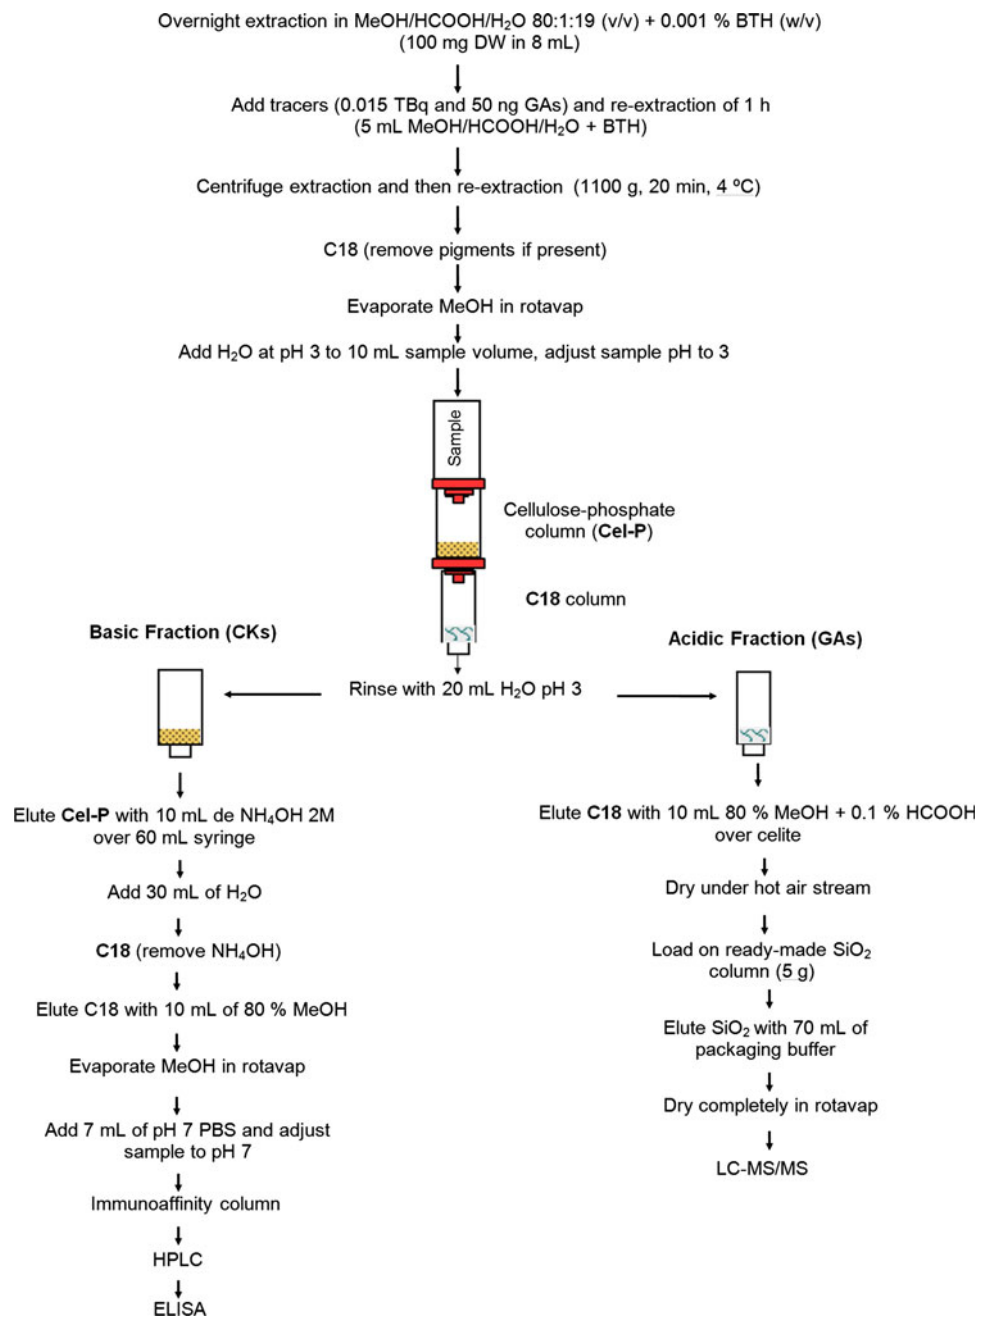 Overnight extraction in MeOH/HCOOH/H₂O 80:1:19 (v/v) + 0.001 % BTH (w/v)
(100 mg DW in 8 mL)
Add tracers (0.015 TBq and 50 ng GAs) and re-extraction of 1 h
(5 mL MeOH/HCOOH/H₂O + BTH)
Centrifuge extraction and then re-extraction (1100 g, 20 min, 4 ºC)
C18 (remove pigments if present)
Evaporate MeOH in rotavap
Add H₂O at pH 3 to 10 mL sample volume, adjust sample pH to 3
Sample
Cellulose-phosphate
column (Cel-P)
C18 column
Rinse with 20 mL H₂O pH 3
Basic Fraction (CKs)
Elute Cel-P with 10 mL de NH₄OH 2M
over 60 mL syringe
Add 30 mL of H₂O
C18 (remove NH₄OH)
Elute C18 with 10 mL of 80 % MeOH
Evaporate MeOH in rotavap
Add 7 mL of pH 7 PBS and adjust
sample to pH 7
Immunoaffinity column
HPLC
ELISA
Acidic Fraction (GAs)
Elute C18 with 10 mL 80 % MeOH + 0.1 % HCOOH
over celite
Dry under hot air stream
Load on ready-made SiO₂
column (5 g)
Elute SiO₂ with 70 mL of
packaging buffer
Dry completely in rotavap
LC-MS/MS